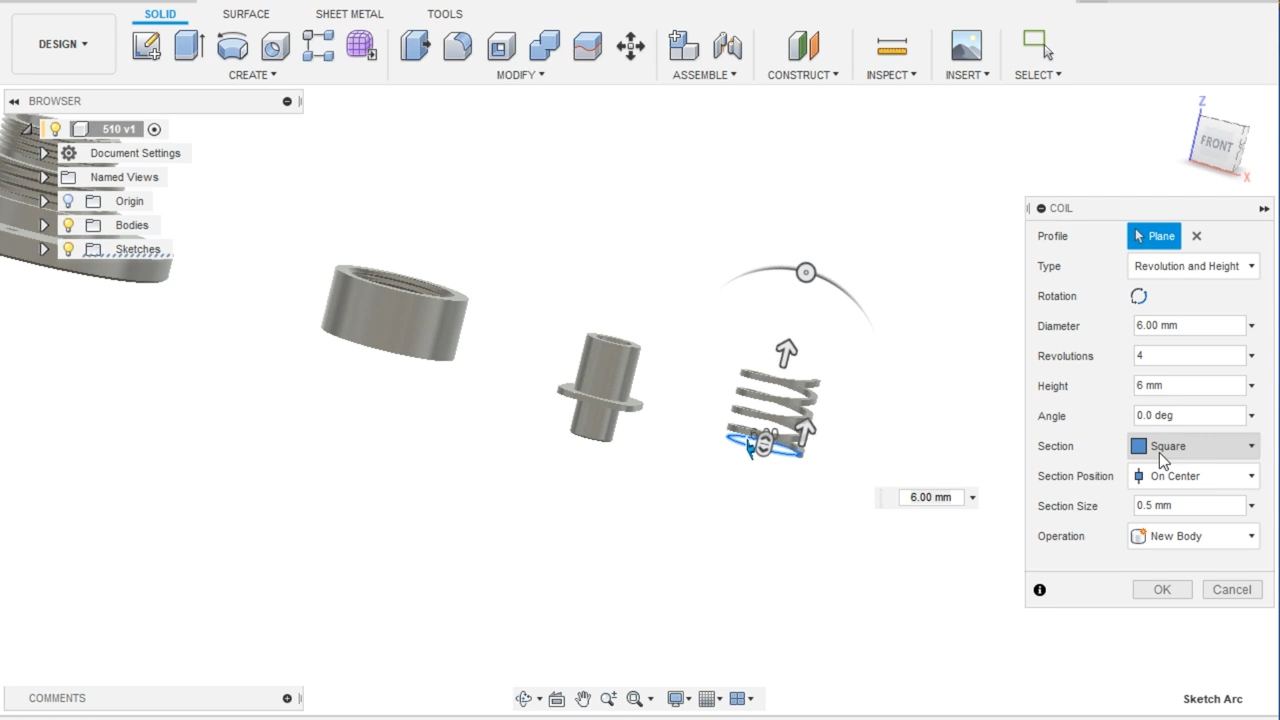 SOLID SURFACE SHEET METAL TOOLS
DESIGN
CREATE MODIFY ASSEMBLE CONSTRUCT INSPECT INSERT SELECT
BROWSER
510 v1
Document Settings
Named Views
Origin
Bodies
Sketches
Z
FRONT
X
COIL
Profile Plane
Type Revolution and Height
Rotation
Diameter 6.00 mm
Revolutions 4
Height 6 mm
Angle 0.0 deg
Section Square
Section Position On Center
Section Size 0.5 mm
Operation New Body
OK Cancel
6.00 mm
COMMENTS
Sketch Arc